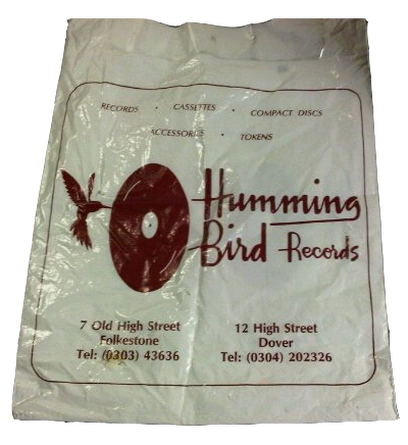 RECORDS • CASSETTES • COMPACT DISCS
ACCESSORIES • TOKENS
Humming
Bird Records
7 Old High Street
Folkestone
Tel: (0303) 43636
12 High Street
Dover
Tel: (0304) 202326